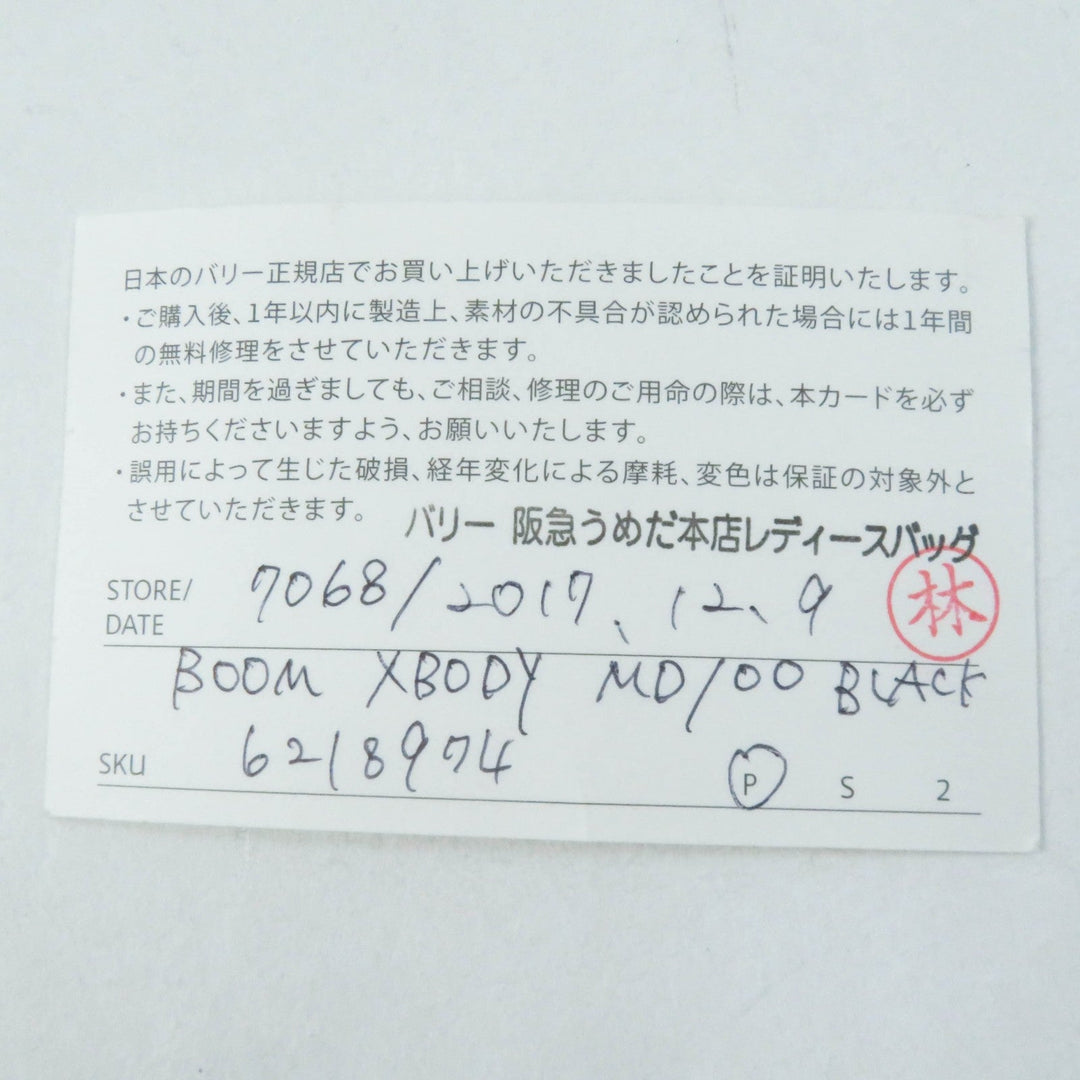 日本のバリー正規店でお買い上げいただきましたことを証明いたします。
・ご購入後、1年以内に製造上、素材の不具合が認められた場合には1年間
の無料修理をさせていただきます。
・また、期間を過ぎましても、ご相談、修理のご用命の際は、本カードを必ず
お持ちくださいますよう、お願いいたします。
・誤用によって生じた破損、経年変化による摩耗、変色は保証の対象外と
させていただきます。
バリー 阪急うめだ本店レディースバッグ
STORE/
DATE
7068/2017、12、9
林
BOOM XBODY MD/00 BLACK
SKU 6218974 P S 2